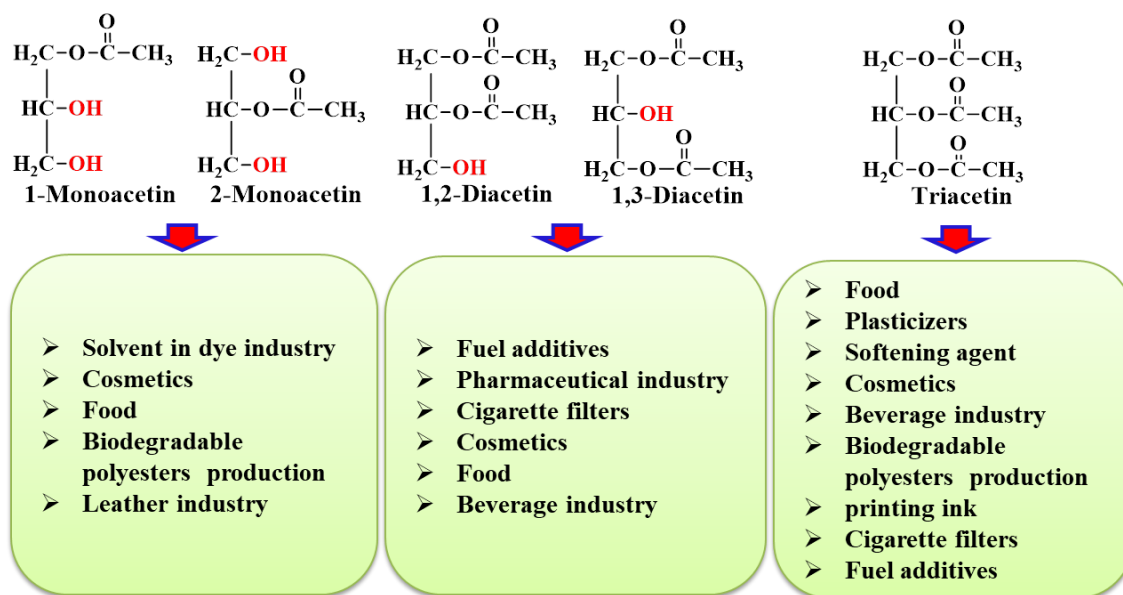 O
H₂C–O–C–CH₃
HC–OH
H₂C–OH
1-Monoacetin
H₂C–OH
O
HC–O–C–CH₃
H₂C–OH
2-Monoacetin
O
H₂C–O–C–CH₃
O
HC–O–C–CH₃
H₂C–OH
1,2-Diacetin
O
H₂C–O–C–CH₃
HC–OH
O
H₂C–O–C–CH₃
1,3-Diacetin
O
H₂C–O–C–CH₃
O
HC–O–C–CH₃
O
H₂C–O–C–CH₃
Triacetin
➢ Solvent in dye industry
➢ Cosmetics
➢ Food
➢ Biodegradable
polyesters production
➢ Leather industry
➢ Fuel additives
➢ Pharmaceutical industry
➢ Cigarette filters
➢ Cosmetics
➢ Food
➢ Beverage industry
➢ Food
➢ Plasticizers
➢ Softening agent
➢ Cosmetics
➢ Beverage industry
➢ Biodegradable
polyesters production
➢ printing ink
➢ Cigarette filters
➢ Fuel additives